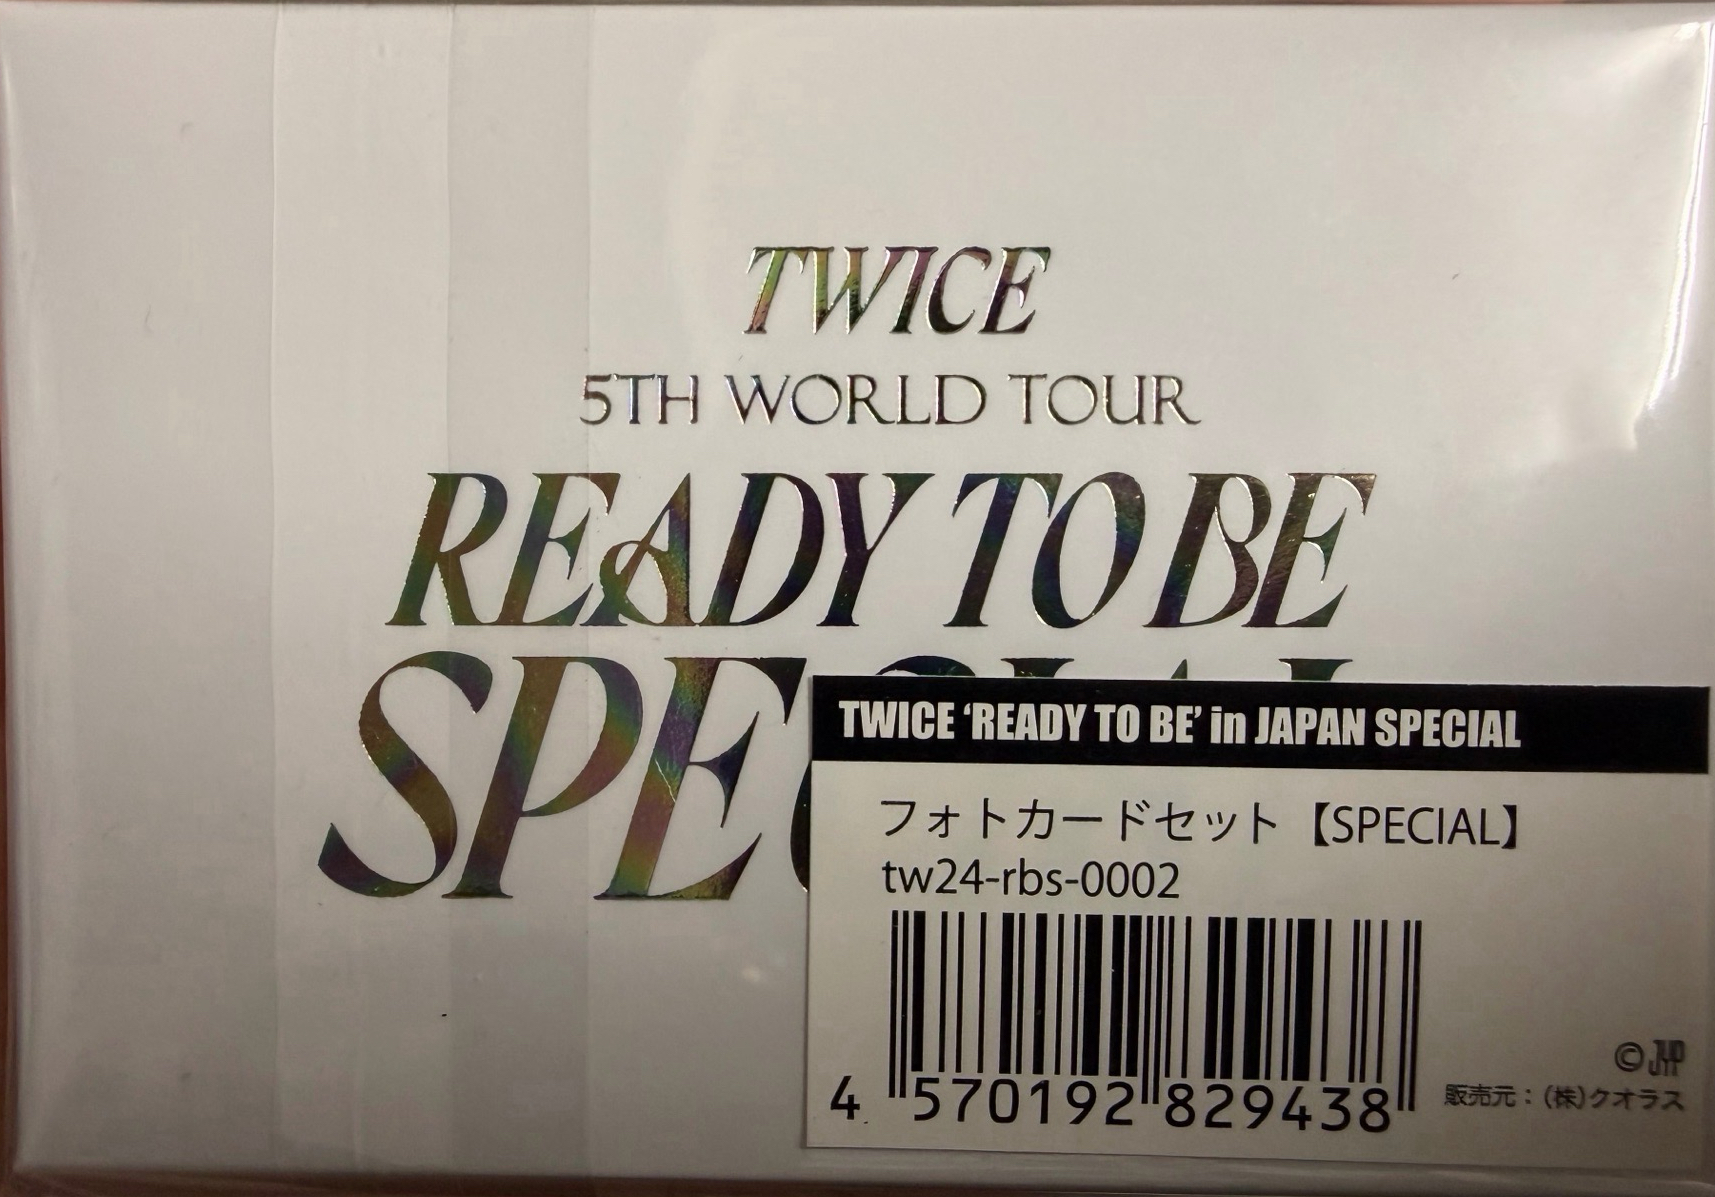 TWICE
5TH WORLD TOUR
READY TO BE
SPECIAL
TWICE ‘READY TO BE’ in JAPAN SPECIAL
フォトカードセット【SPECIAL】
tw24-rbs-0002
4 570192 829438
©JYP
販売元：(株)クオラス